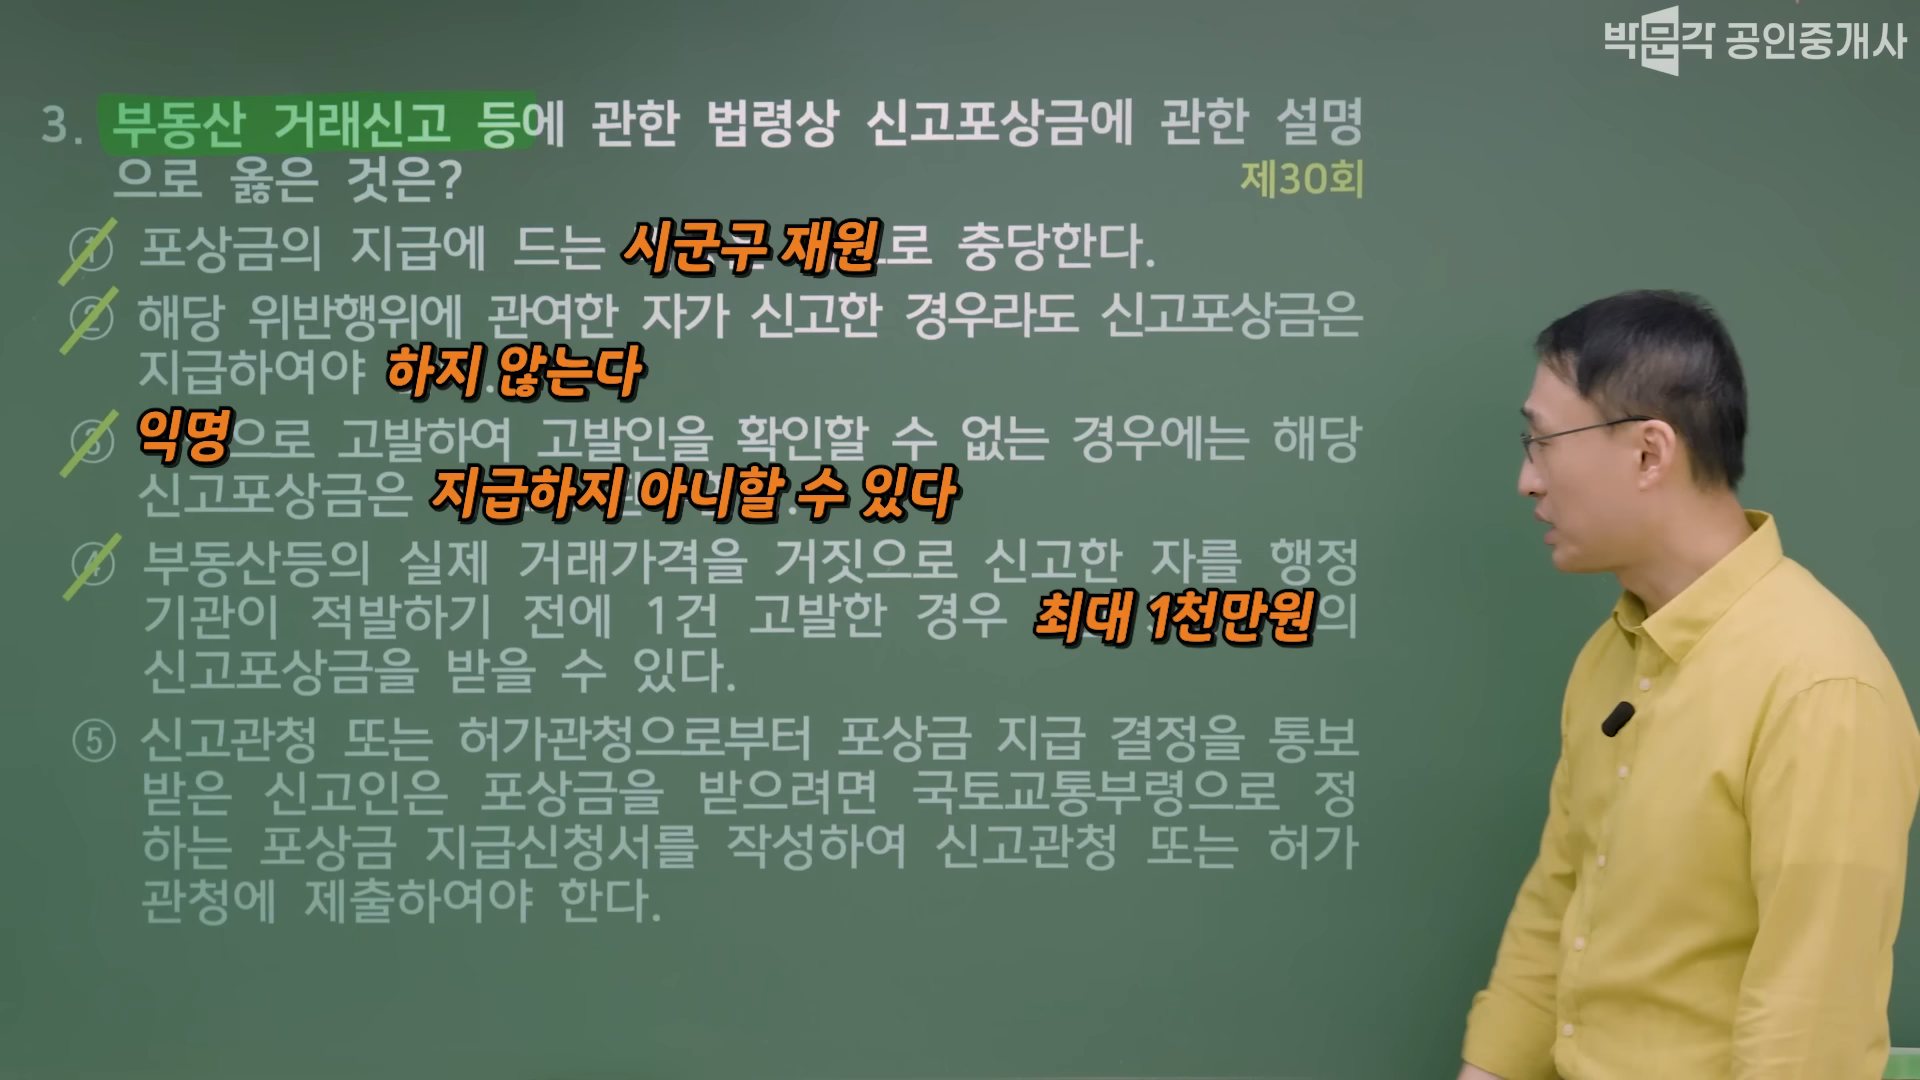 박문각 공인중개사
3. 부동산 거래신고 등에 관한 법령상 신고포상금에 관한 설명
으로 옳은 것은?
제30회
① 포상금의 지급에 드는 시군구 재원로 충당한다.
② 해당 위반행위에 관여한 자가 신고한 경우라도 신고포상금은
지급하여야 하지 않는다
③ 익명으로 고발하여 고발인을 확인할 수 없는 경우에는 해당
신고포상금은 지급하지 아니할 수 있다
④ 부동산등의 실제 거래가격을 거짓으로 신고한 자를 행정
기관이 적발하기 전에 1건 고발한 경우 최대 1천만원의
신고포상금을 받을 수 있다.
⑤ 신고관청 또는 허가관청으로부터 포상금 지급 결정을 통보
받은 신고인은 포상금을 받으려면 국토교통부령으로 정
하는 포상금 지급신청서를 작성하여 신고관청 또는 허가
관청에 제출하여야 한다.